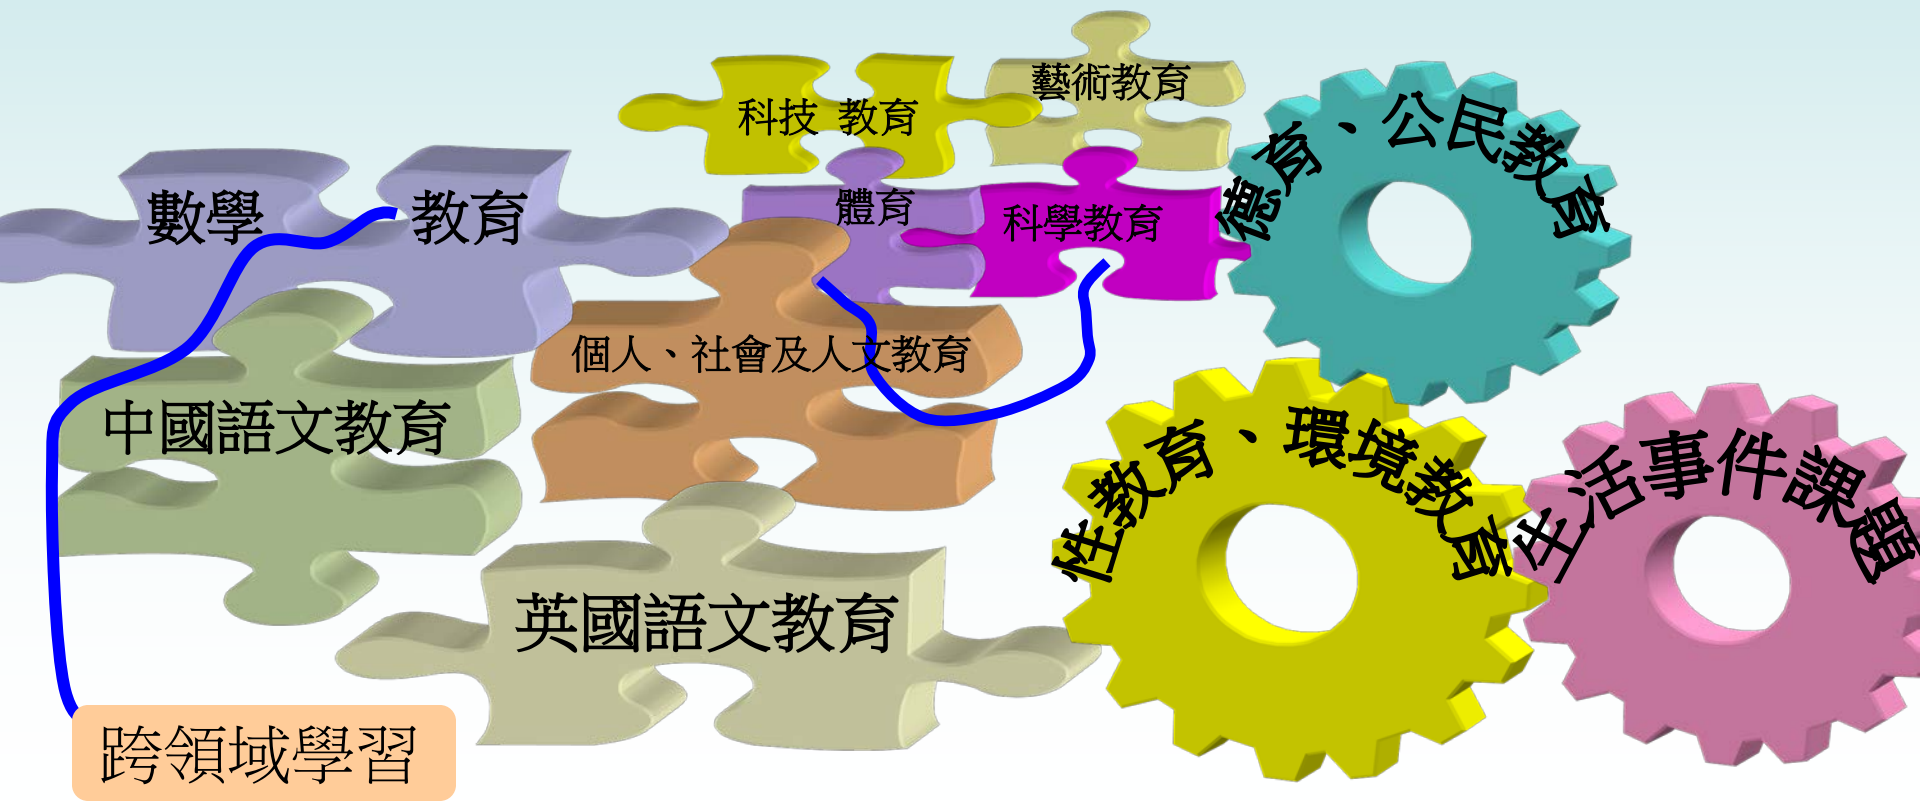 藝術教育
科技 教育
數學 教育
體育
科學教育
德育、公民教育
個人、社會及人文教育
中國語文教育
性教育、環境教育
生活事件課題
英國語文教育
跨領域學習